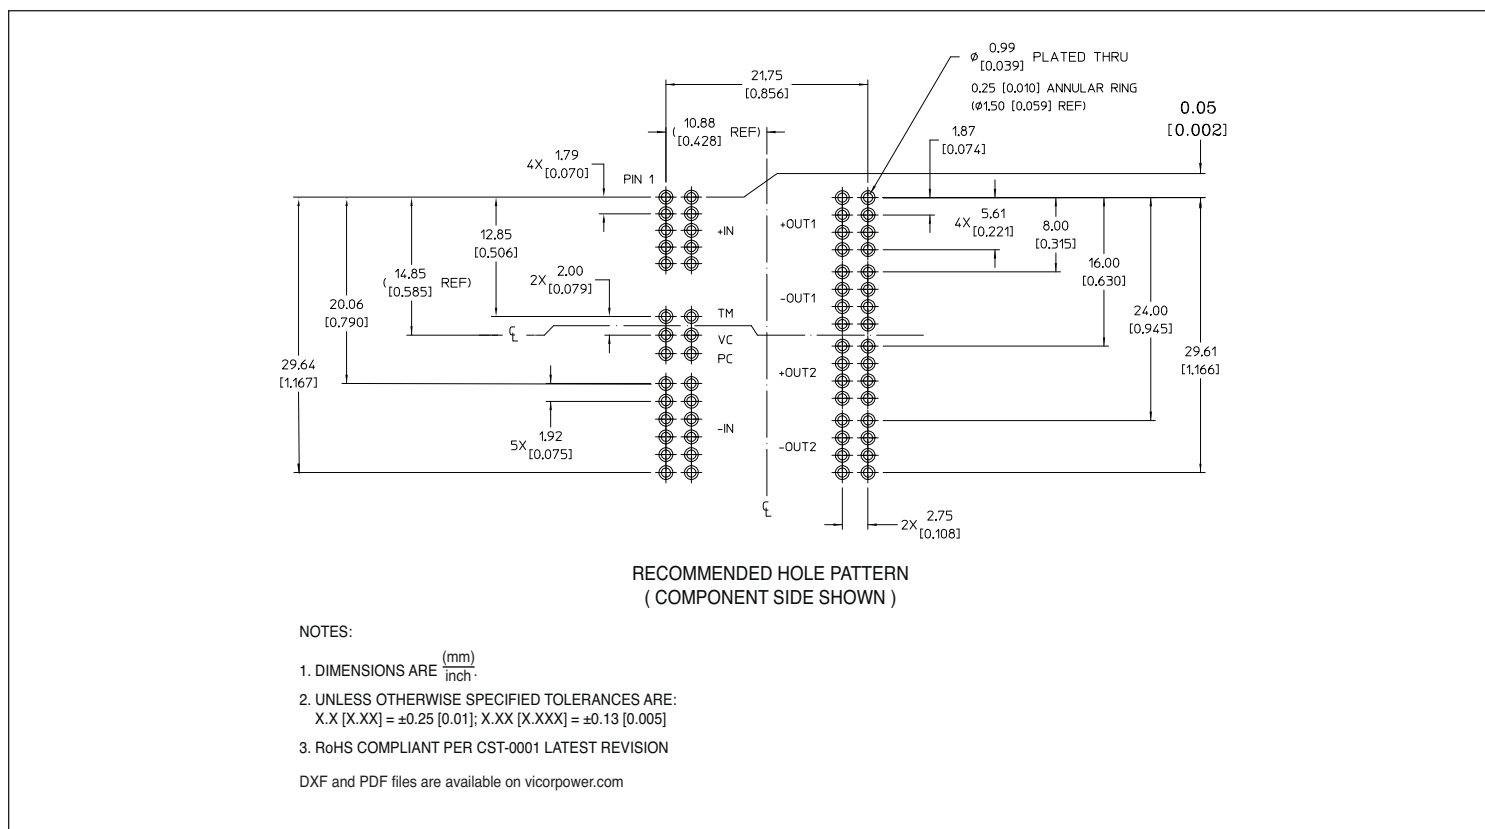 ø 0.99 [0.039] PLATED THRU
0.25 [0.010] ANNULAR RING
(ø1.50 [0.059] REF)
21.75
[0.856]
0.05
[0.002]
(10.88 [0.428] REF)
1.87
[0.074]
4X 1.79 [0.070]
PIN 1
+IN
+OUT1
4X 5.61 [0.221]
8.00
[0.315]
12.85
[0.506]
16.00
[0.630]
(14.85 [0.585] REF)
2X 2.00 [0.079]
-OUT1
20.06
[0.790]
TM
24.00
[0.945]
℄
VC
PC
29.64
[1.167]
+OUT2
29.61
[1.166]
5X 1.92 [0.075]
-IN
-OUT2
℄
2X 2.75 [0.108]
RECOMMENDED HOLE PATTERN
( COMPONENT SIDE SHOWN )
NOTES:
1. DIMENSIONS ARE (mm)/inch.
2. UNLESS OTHERWISE SPECIFIED TOLERANCES ARE:
X.X [X.XX] = ±0.25 [0.01]; X.XX [X.XXX] = ±0.13 [0.005]
3. RoHS COMPLIANT PER CST-0001 LATEST REVISION
DXF and PDF files are available on vicorpower.com